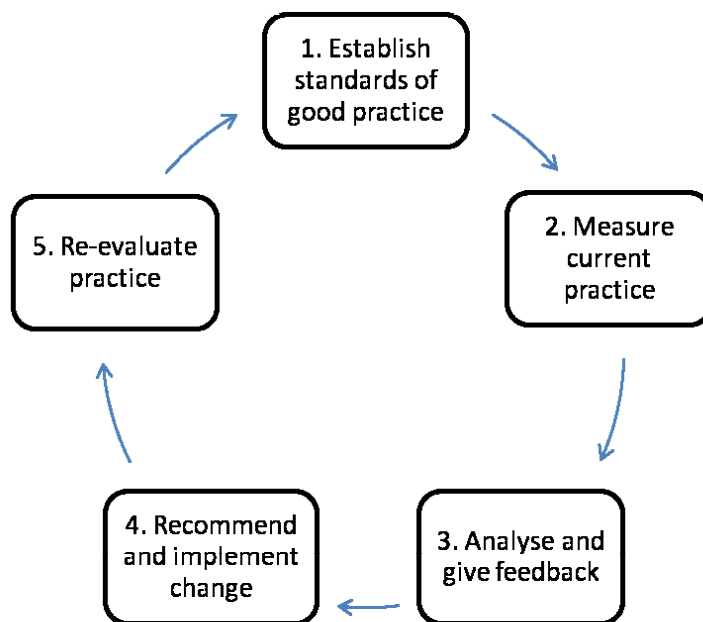 1. Establish
standards of
good practice
2. Measure
current
practice
3. Analyse and
give feedback
4. Recommend
and implement
change
5. Re-evaluate
practice